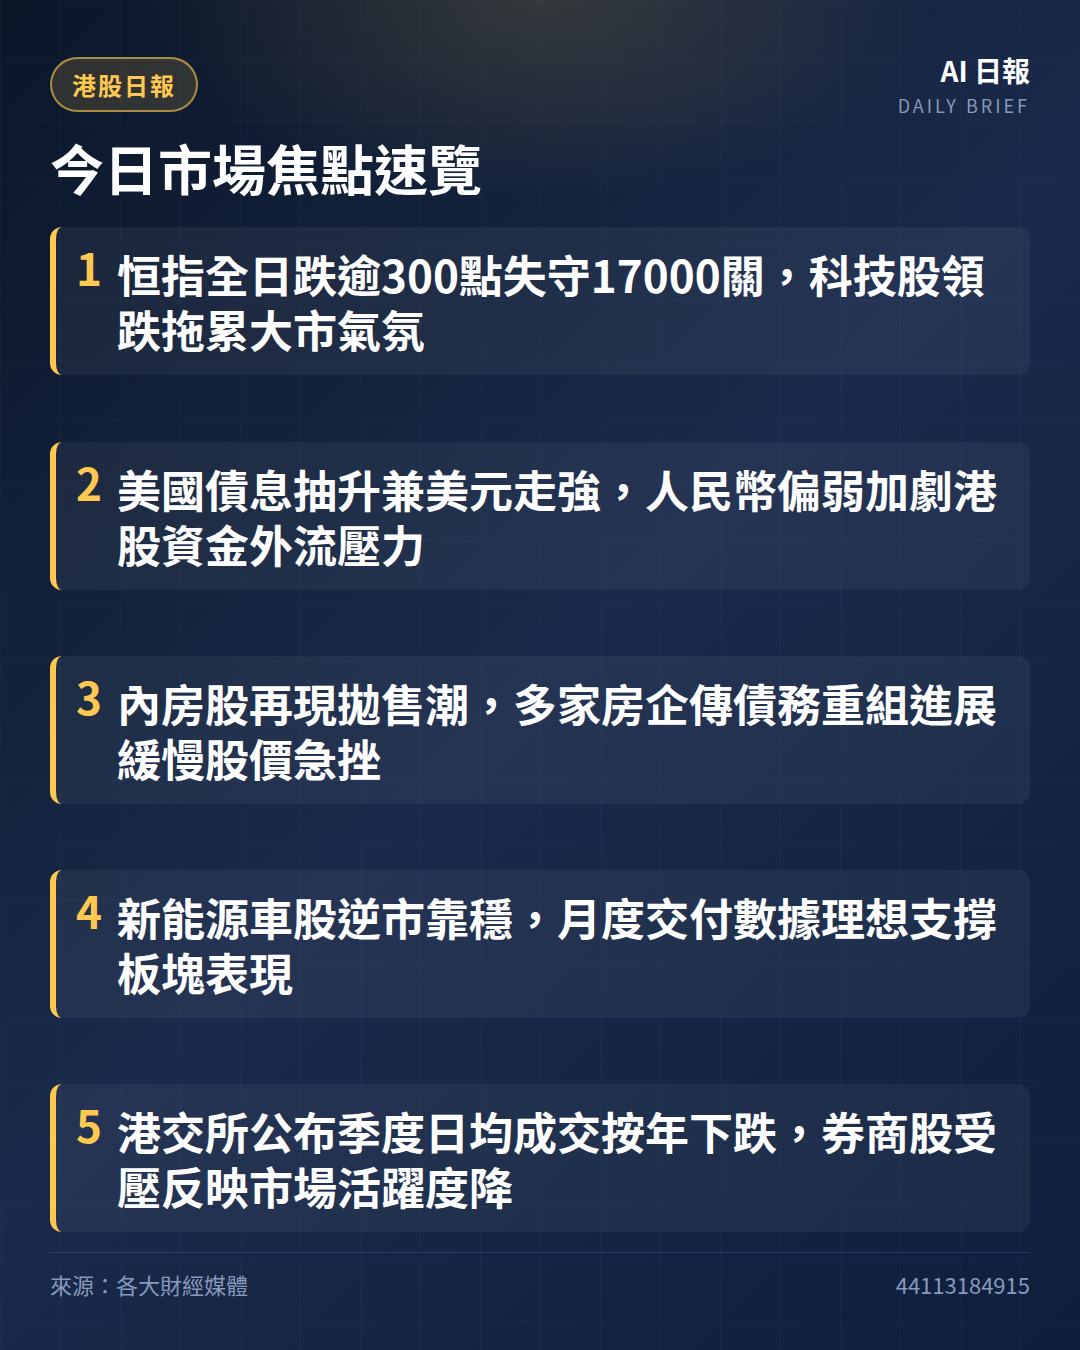 港股日報
AI 日報
DAILY BRIEF
今日市場焦點速覽
1 恒指全日跌逾300點失守17000關，科技股領
跌拖累大市氣氛
2 美國債息抽升兼美元走強，人民幣偏弱加劇港
股資金外流壓力
3 內房股再現拋售潮，多家房企傳債務重組進展
緩慢股價急挫
4 新能源車股逆市靠穩，月度交付數據理想支撐
板塊表現
5 港交所公布季度日均成交按年下跌，券商股受
壓反映市場活躍度降
來源：各大財經媒體
44113184915